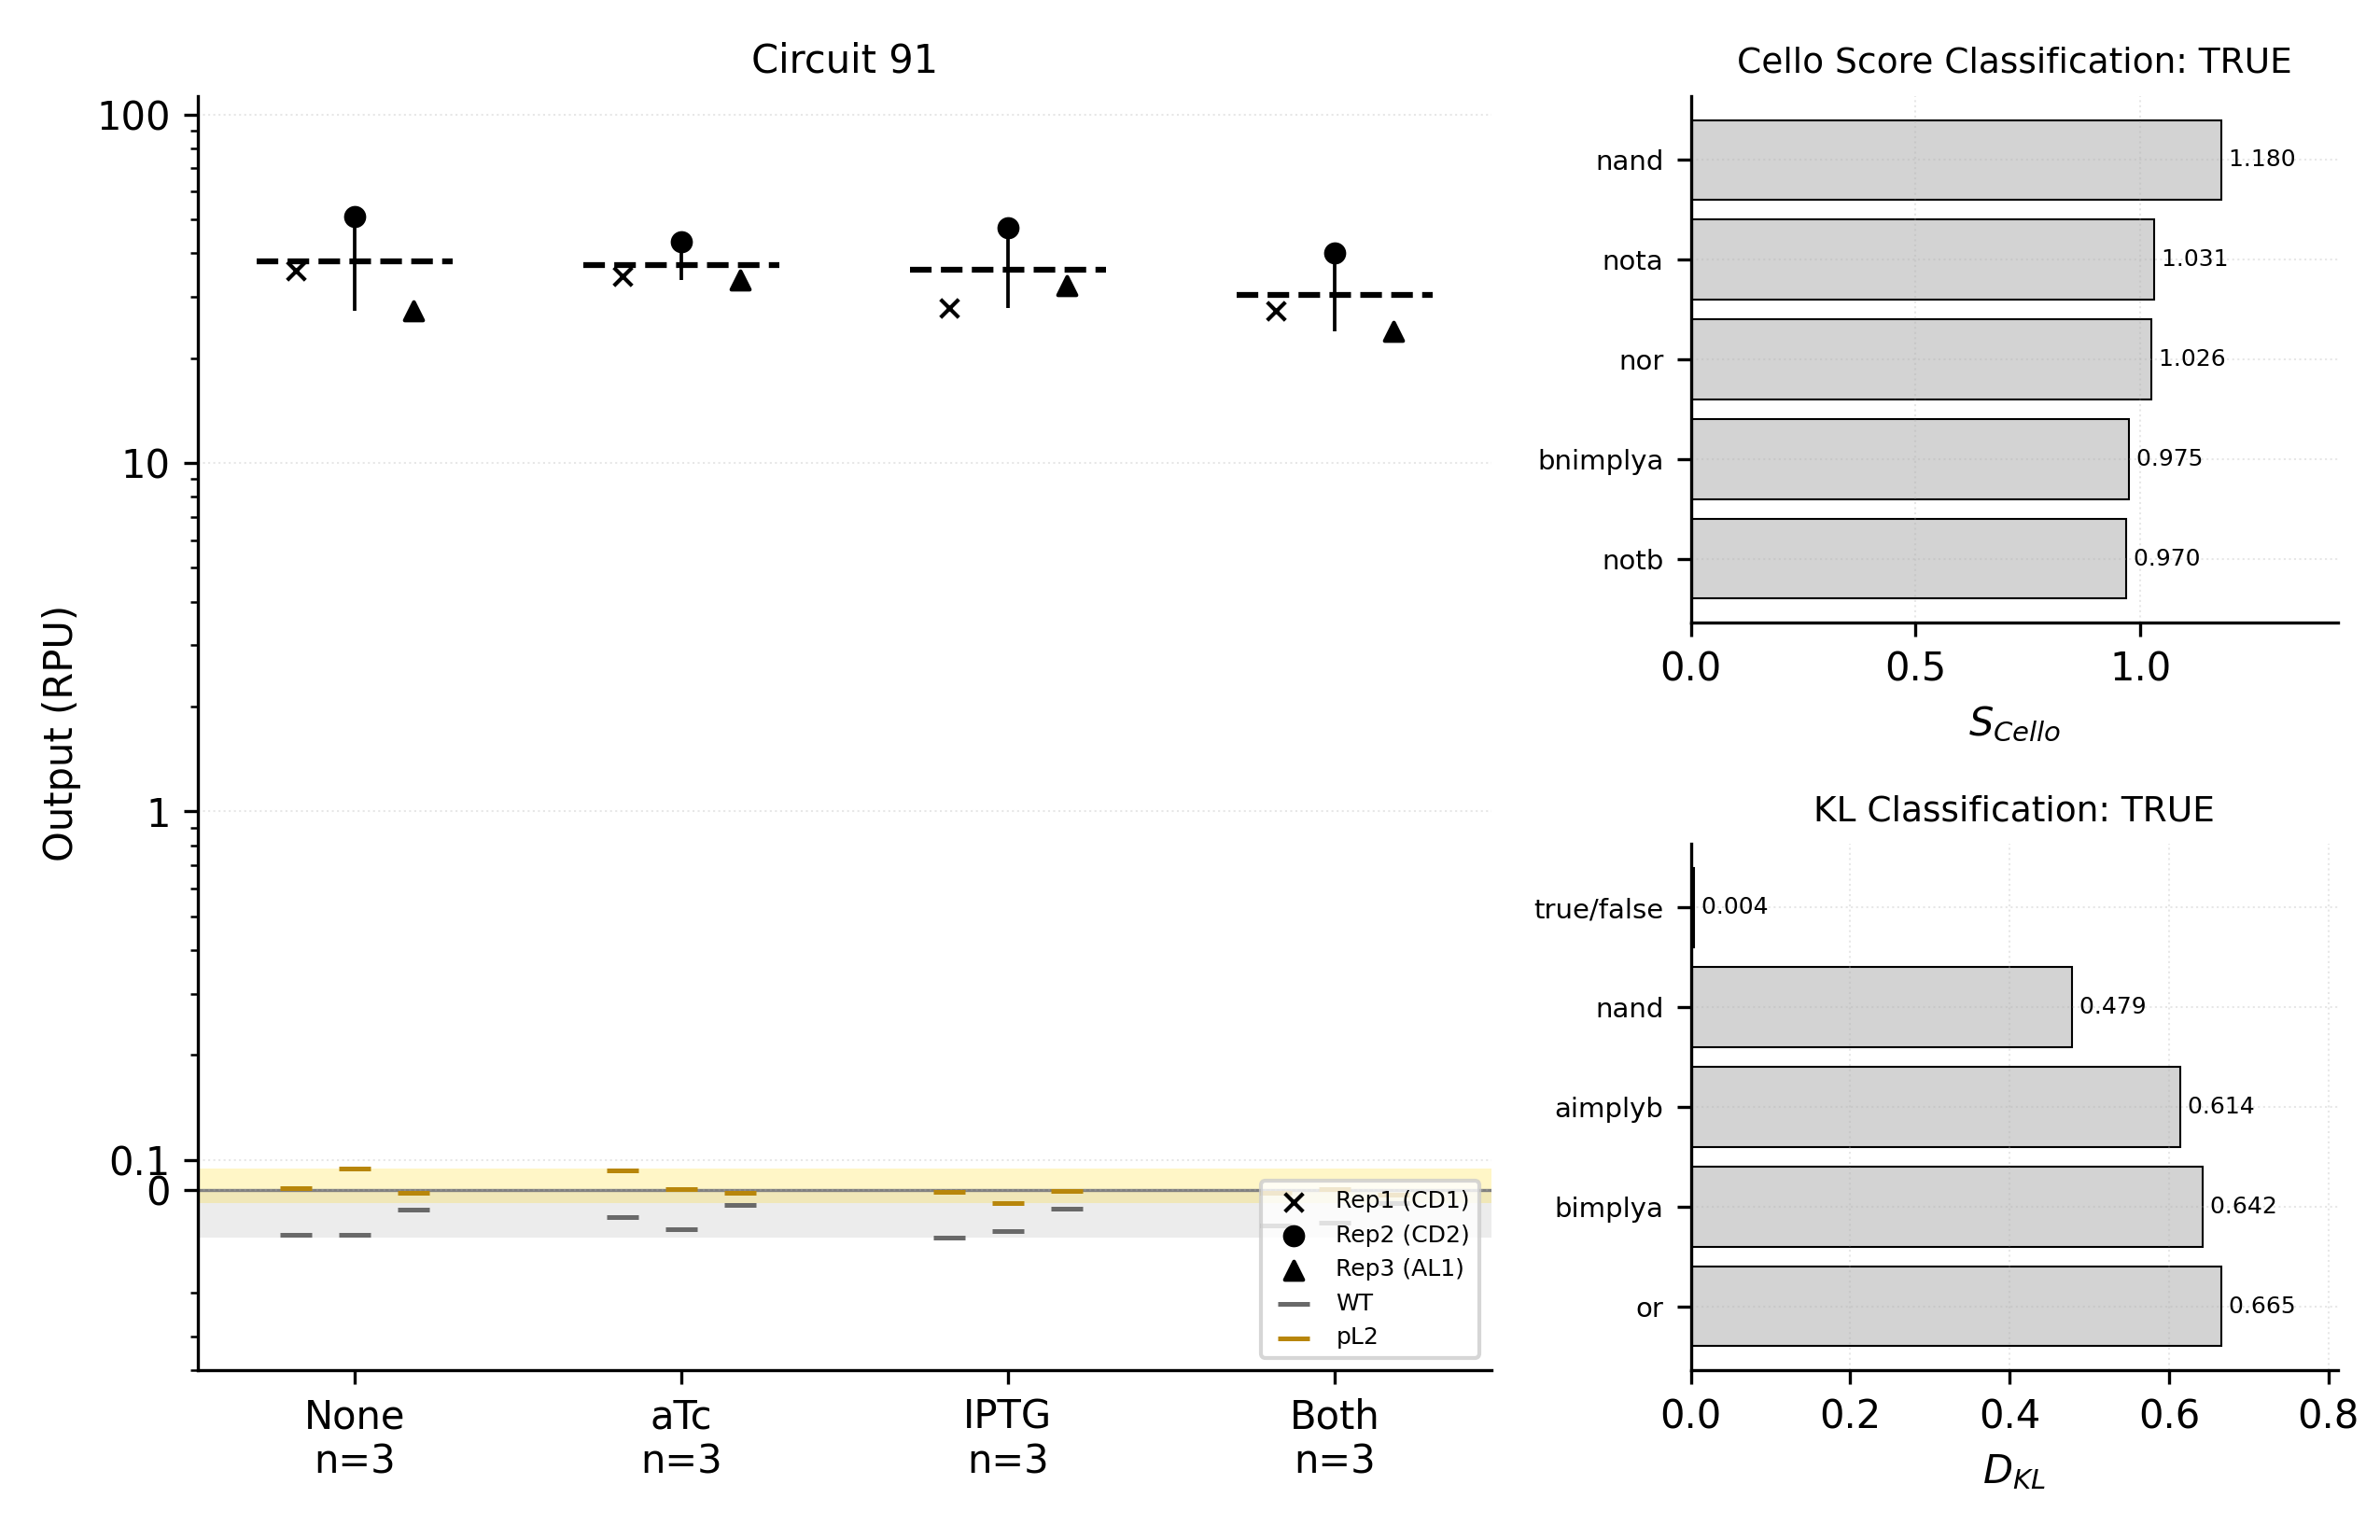 Circuit 91
Output (RPU)
100
10
1
0.1
0
None
n=3
aTc
n=3
IPTG
n=3
Both
n=3
Rep1 (CD1)
Rep2 (CD2)
Rep3 (AL1)
WT
pL2
Cello Score Classification: TRUE
nand
1.180
nota
1.031
nor
1.026
bnimplya
0.975
notb
0.970
0.0
0.5
1.0
S_Cello
KL Classification: TRUE
true/false
0.004
nand
0.479
aimplyb
0.614
bimplya
0.642
or
0.665
0.0
0.2
0.4
0.6
0.8
D_KL